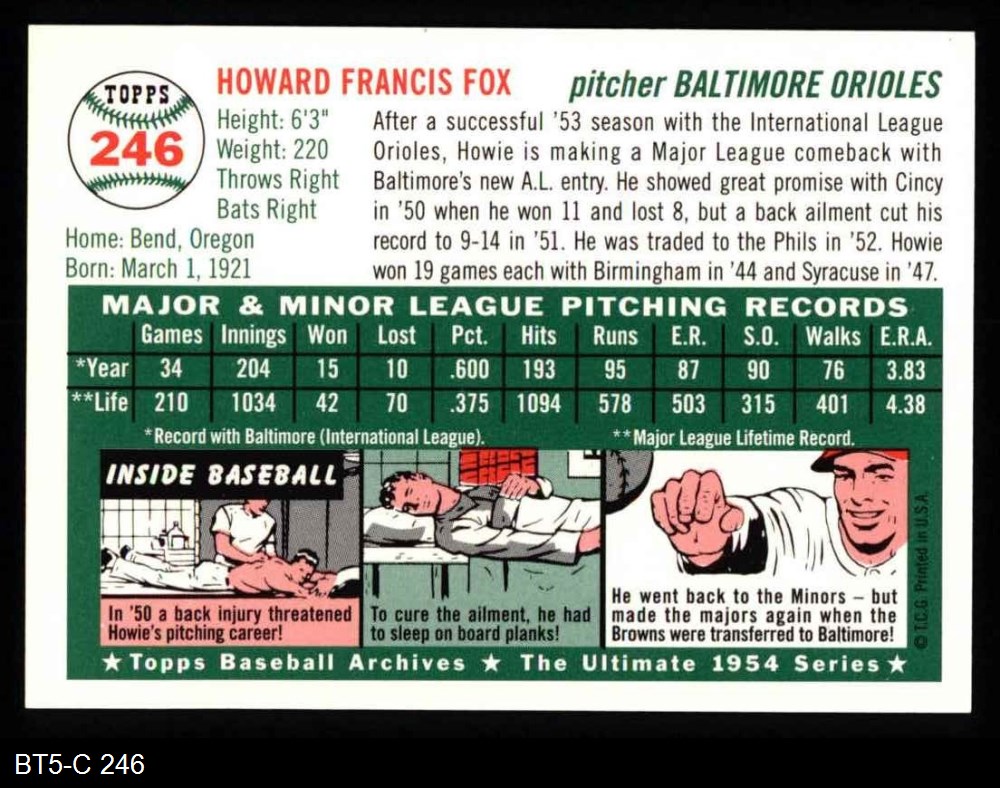 TOPPS
246
HOWARD FRANCIS FOX
pitcher BALTIMORE ORIOLES
Height: 6'3"
Weight: 220
Throws Right
Bats Right
Home: Bend, Oregon
Born: March 1, 1921
After a successful '53 season with the International League
Orioles, Howie is making a Major League comeback with
Baltimore's new A.L. entry. He showed great promise with Cincy
in '50 when he won 11 and lost 8, but a back ailment cut his
record to 9-14 in '51. He was traded to the Phils in '52. Howie
won 19 games each with Birmingham in '44 and Syracuse in '47.
MAJOR & MINOR LEAGUE PITCHING RECORDS
Games Innings Won Lost Pct. Hits Runs E.R. S.O. Walks E.R.A.
*Year 34 204 15 10 .600 193 95 87 90 76 3.83
**Life 210 1034 42 70 .375 1094 578 503 315 401 4.38
*Record with Baltimore (International League). **Major League Lifetime Record.
INSIDE BASEBALL
In '50 a back injury threatened
Howie's pitching career!
To cure the ailment, he had
to sleep on board planks!
He went back to the Minors – but
made the majors again when the
Browns were transferred to Baltimore!
© T.C.G. Printed in U.S.A.
★ Topps Baseball Archives ★ The Ultimate 1954 Series ★
BT5-C 246